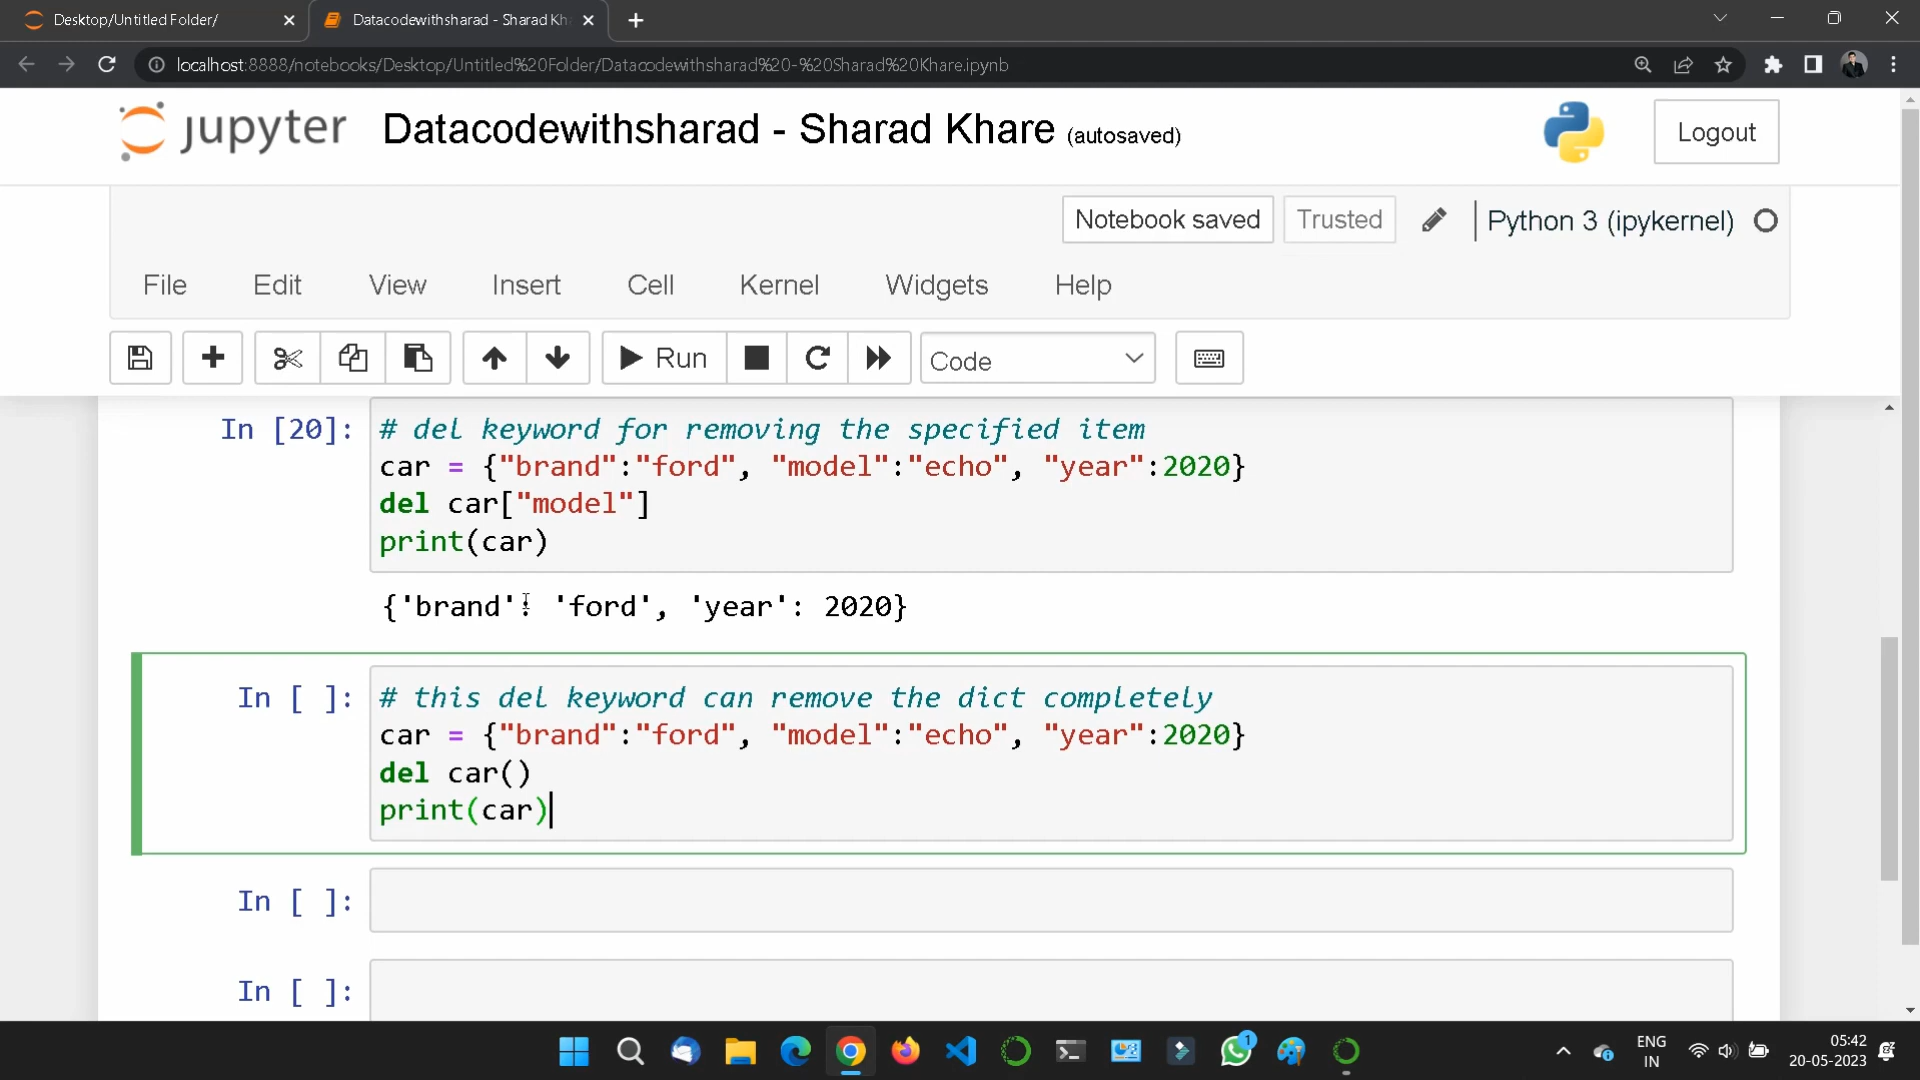 Desktop/Untitled Folder/
Datacodewithsharad - Sharad Kh
localhost:8888/notebooks/Desktop/Untitled%20Folder/Datacodewithsharad%20-%20Sharad%20Khare.ipynb
jupyter Datacodewithsharad - Sharad Khare (autosaved)
Logout
Notebook saved Trusted Python 3 (ipykernel)
File Edit View Insert Cell Kernel Widgets Help
Run Code
In [20]: # del keyword for removing the specified item
car = {"brand":"ford", "model":"echo", "year":2020}
del car["model"]
print(car)
{'brand': 'ford', 'year': 2020}
In [ ]: # this del keyword can remove the dict completely
car = {"brand":"ford", "model":"echo", "year":2020}
del car()
print(car)
In [ ]:
In [ ]:
1
ENG
IN
05:42
20-05-2023